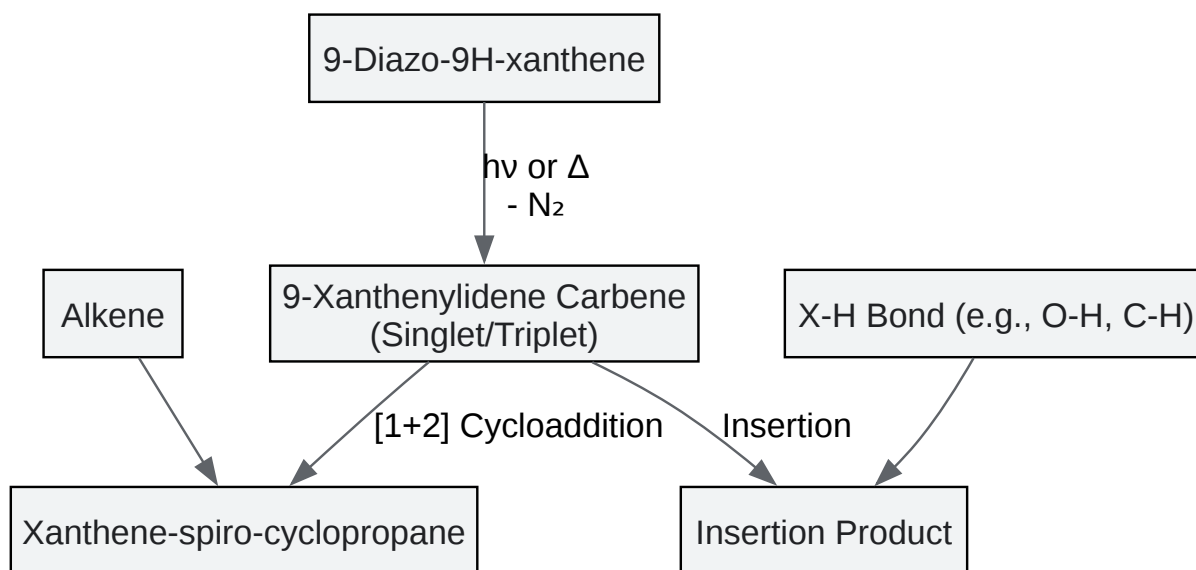 9-Diazo-9H-xanthene
hν or Δ
- N₂
Alkene
9-Xanthenylidene Carbene
(Singlet/Triplet)
X-H Bond (e.g., O-H, C-H)
[1+2] Cycloaddition
Insertion
Xanthene-spiro-cyclopropane
Insertion Product